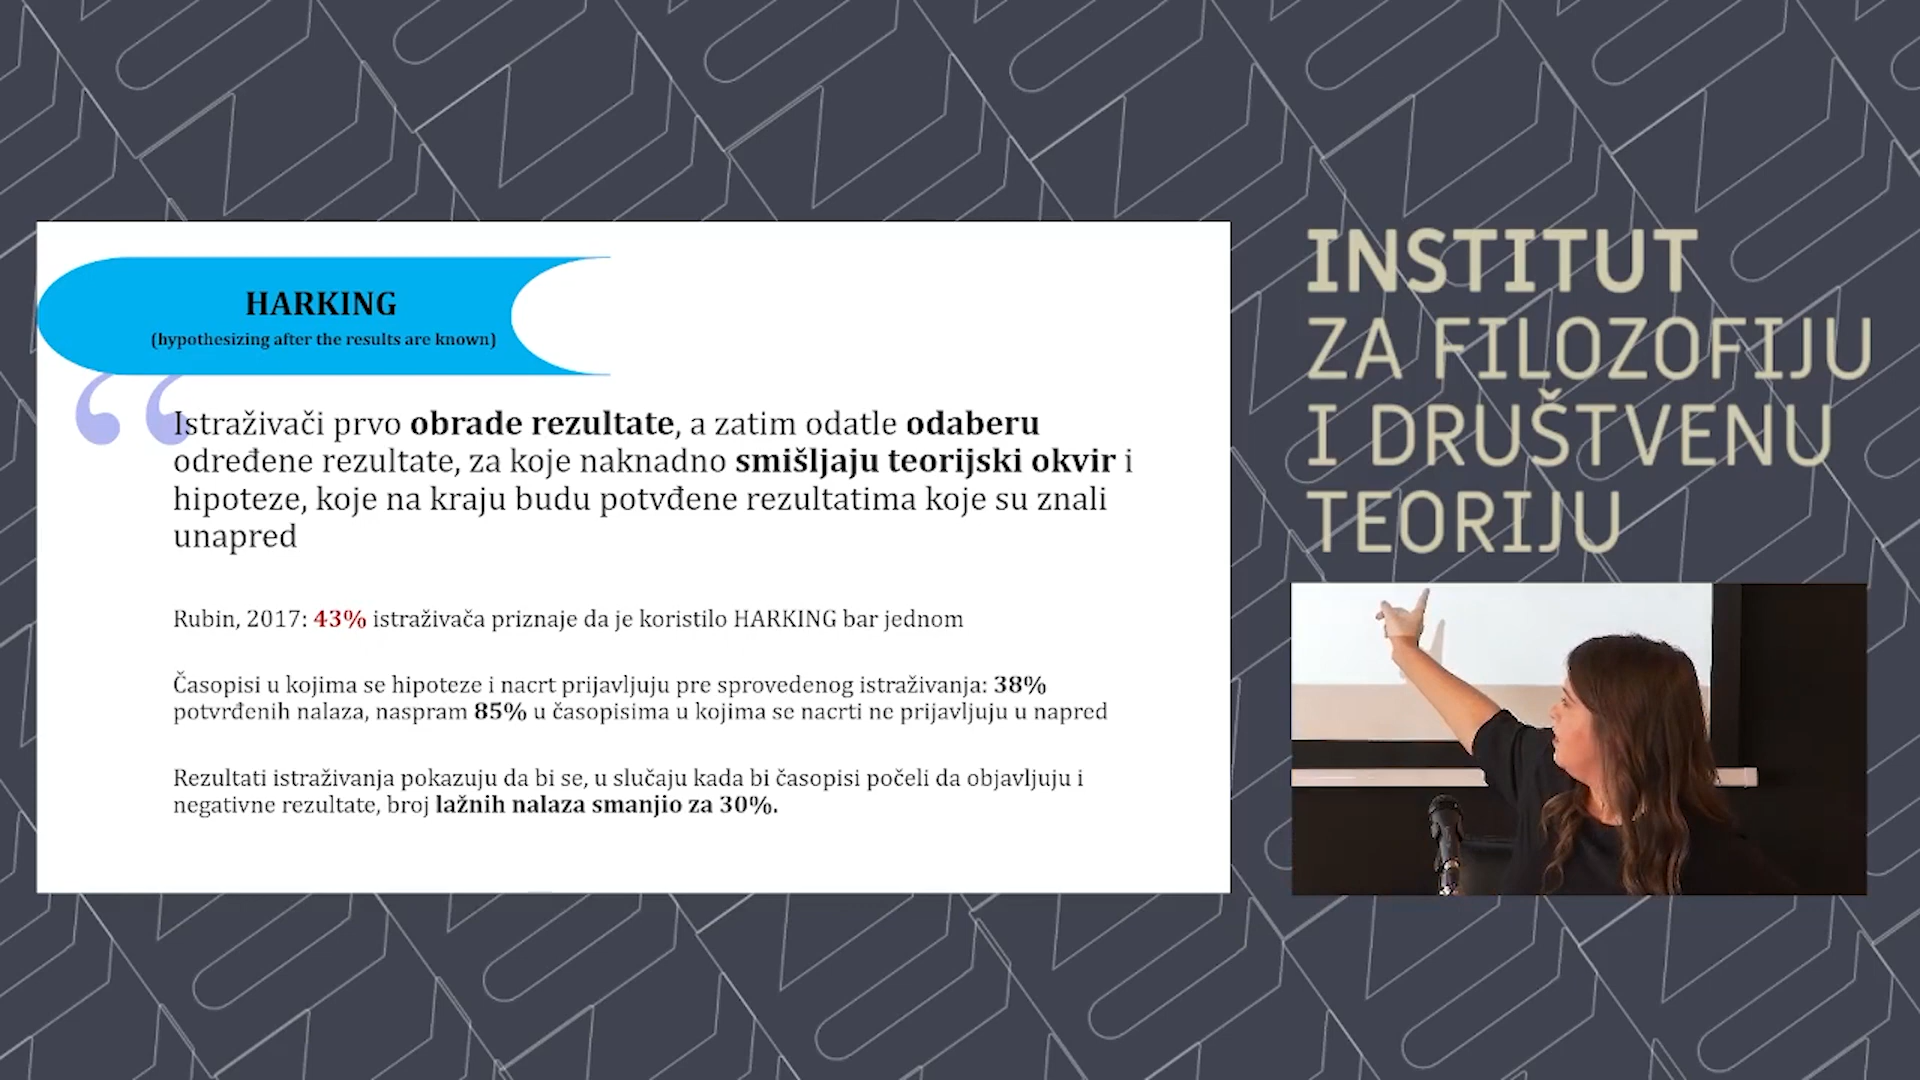 HARKING
(hypothesizing after the results are known)
Istraživači prvo obrade rezultate, a zatim odatle odaberu
određene rezultate, za koje naknadno smišljaju teorijski okvir i
hipoteze, koje na kraju budu potvđene rezultatima koje su znali
unapred
Rubin, 2017: 43% istraživača priznaje da je koristilo HARKING bar jednom
Časopisi u kojima se hipoteze i nacrt prijavljuju pre sprovedenog istraživanja: 38%
potvrđenih nalaza, naspram 85% u časopisima u kojima se nacrti ne prijavljuju u napred
Rezultati istraživanja pokazuju da bi se, u slučaju kada bi časopisi počeli da objavljuju i
negativne rezultate, broj lažnih nalaza smanjio za 30%.
INSTITUT
ZA FILOZOFIJU
I DRUŠTVENU
TEORIJU